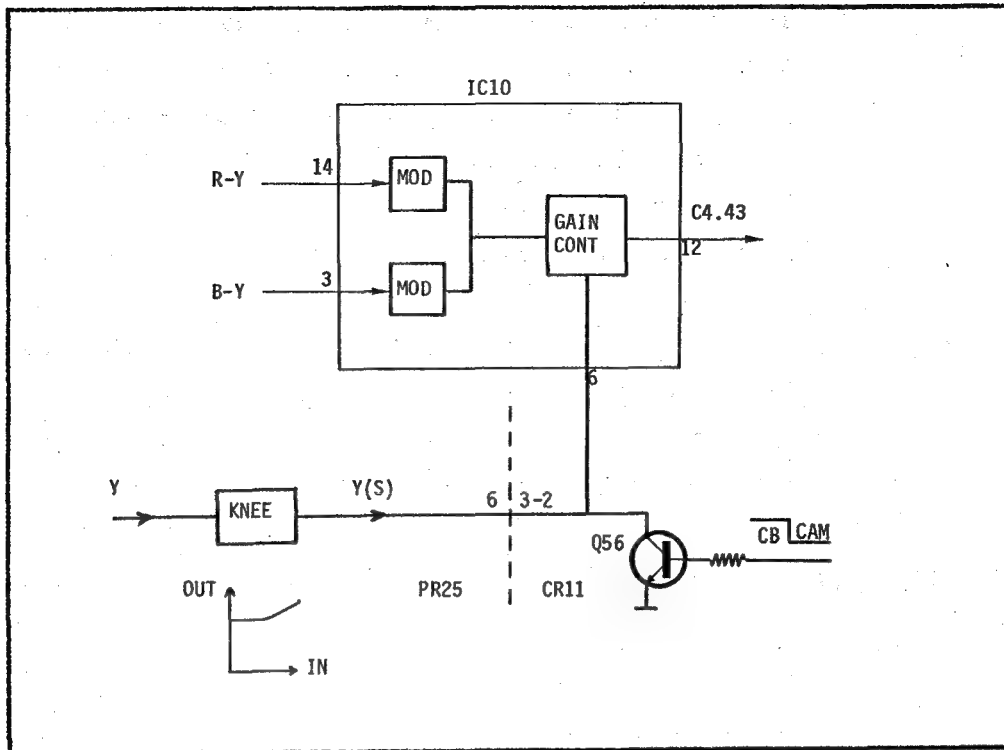 IC10
R-Y
14
MOD
GAIN
CONT
C4.43
12
B-Y
3
MOD
6
Y
KNEE
Y(S)
6
3-2
Q56
CB
CAM
OUT
IN
PR25
CR11